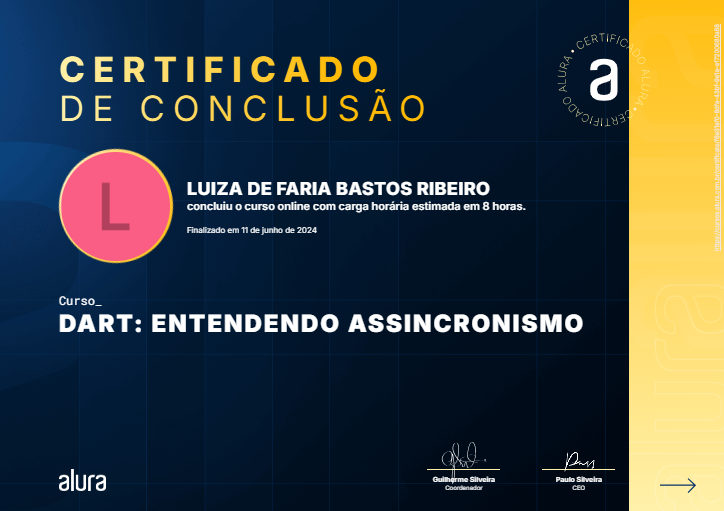 CERTIFICADO
DE CONCLUSÃO
ALURA • CERTIFICADO ALURA • CERTIFICADO
a
L
LUIZA DE FARIA BASTOS RIBEIRO
concluiu o curso online com carga horária estimada em 8 horas.
Finalizado em 11 de junho de 2024
Curso_
DART: ENTENDENDO ASSINCRONISMO
alura
Guilherme Silveira
Coordenador
Paulo Silveira
CEO